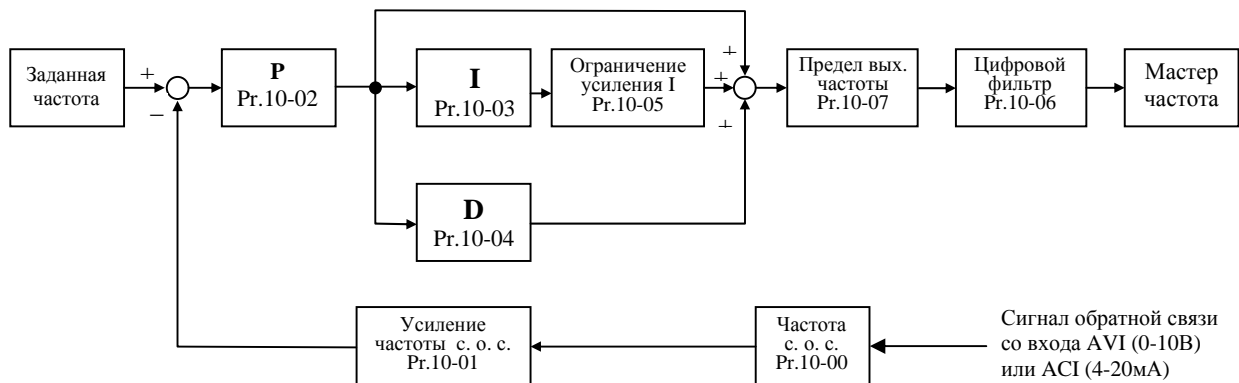 Заданная
частота
+
−
P
Pr.10-02
I
Pr.10-03
Ограничение
усиления I
Pr.10-05
D
Pr.10-04
+
+
+
Предел вых.
частоты
Pr.10-07
Цифровой
фильтр
Pr.10-06
Мастер
частота
Усиление
частоты с. о. с.
Pr.10-01
Частота
с. о. с.
Pr.10-00
Сигнал обратной связи
со входа AVI (0-10В)
или ACI (4-20мА)